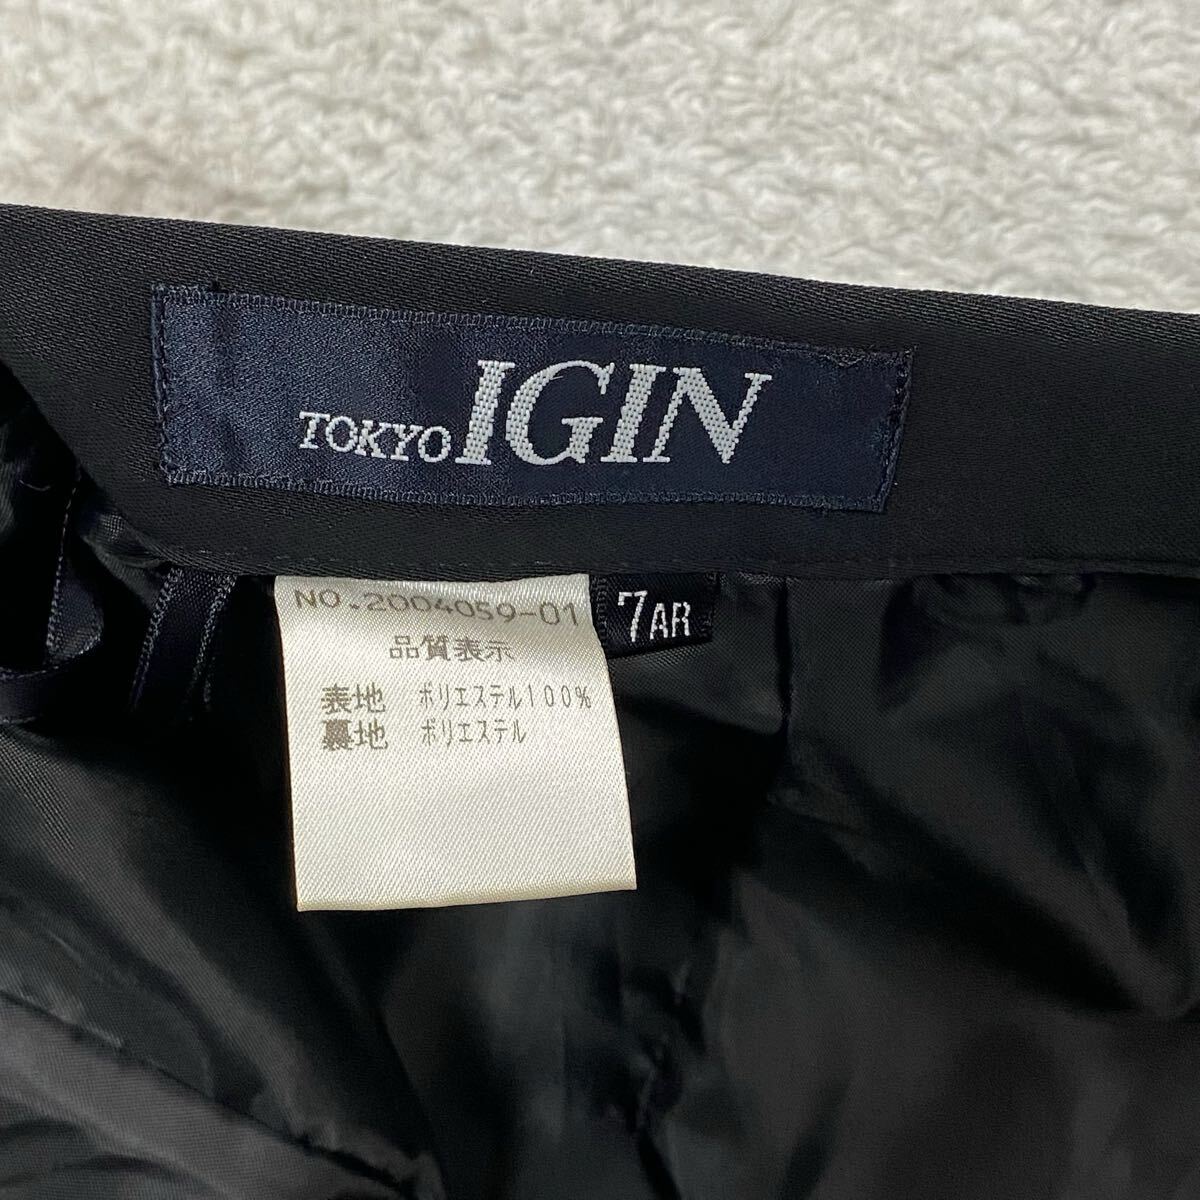 TOKYO IGIN
NO.2004059-01
7AR
品質表示
表地 ポリエステル100%
裏地 ポリエステル